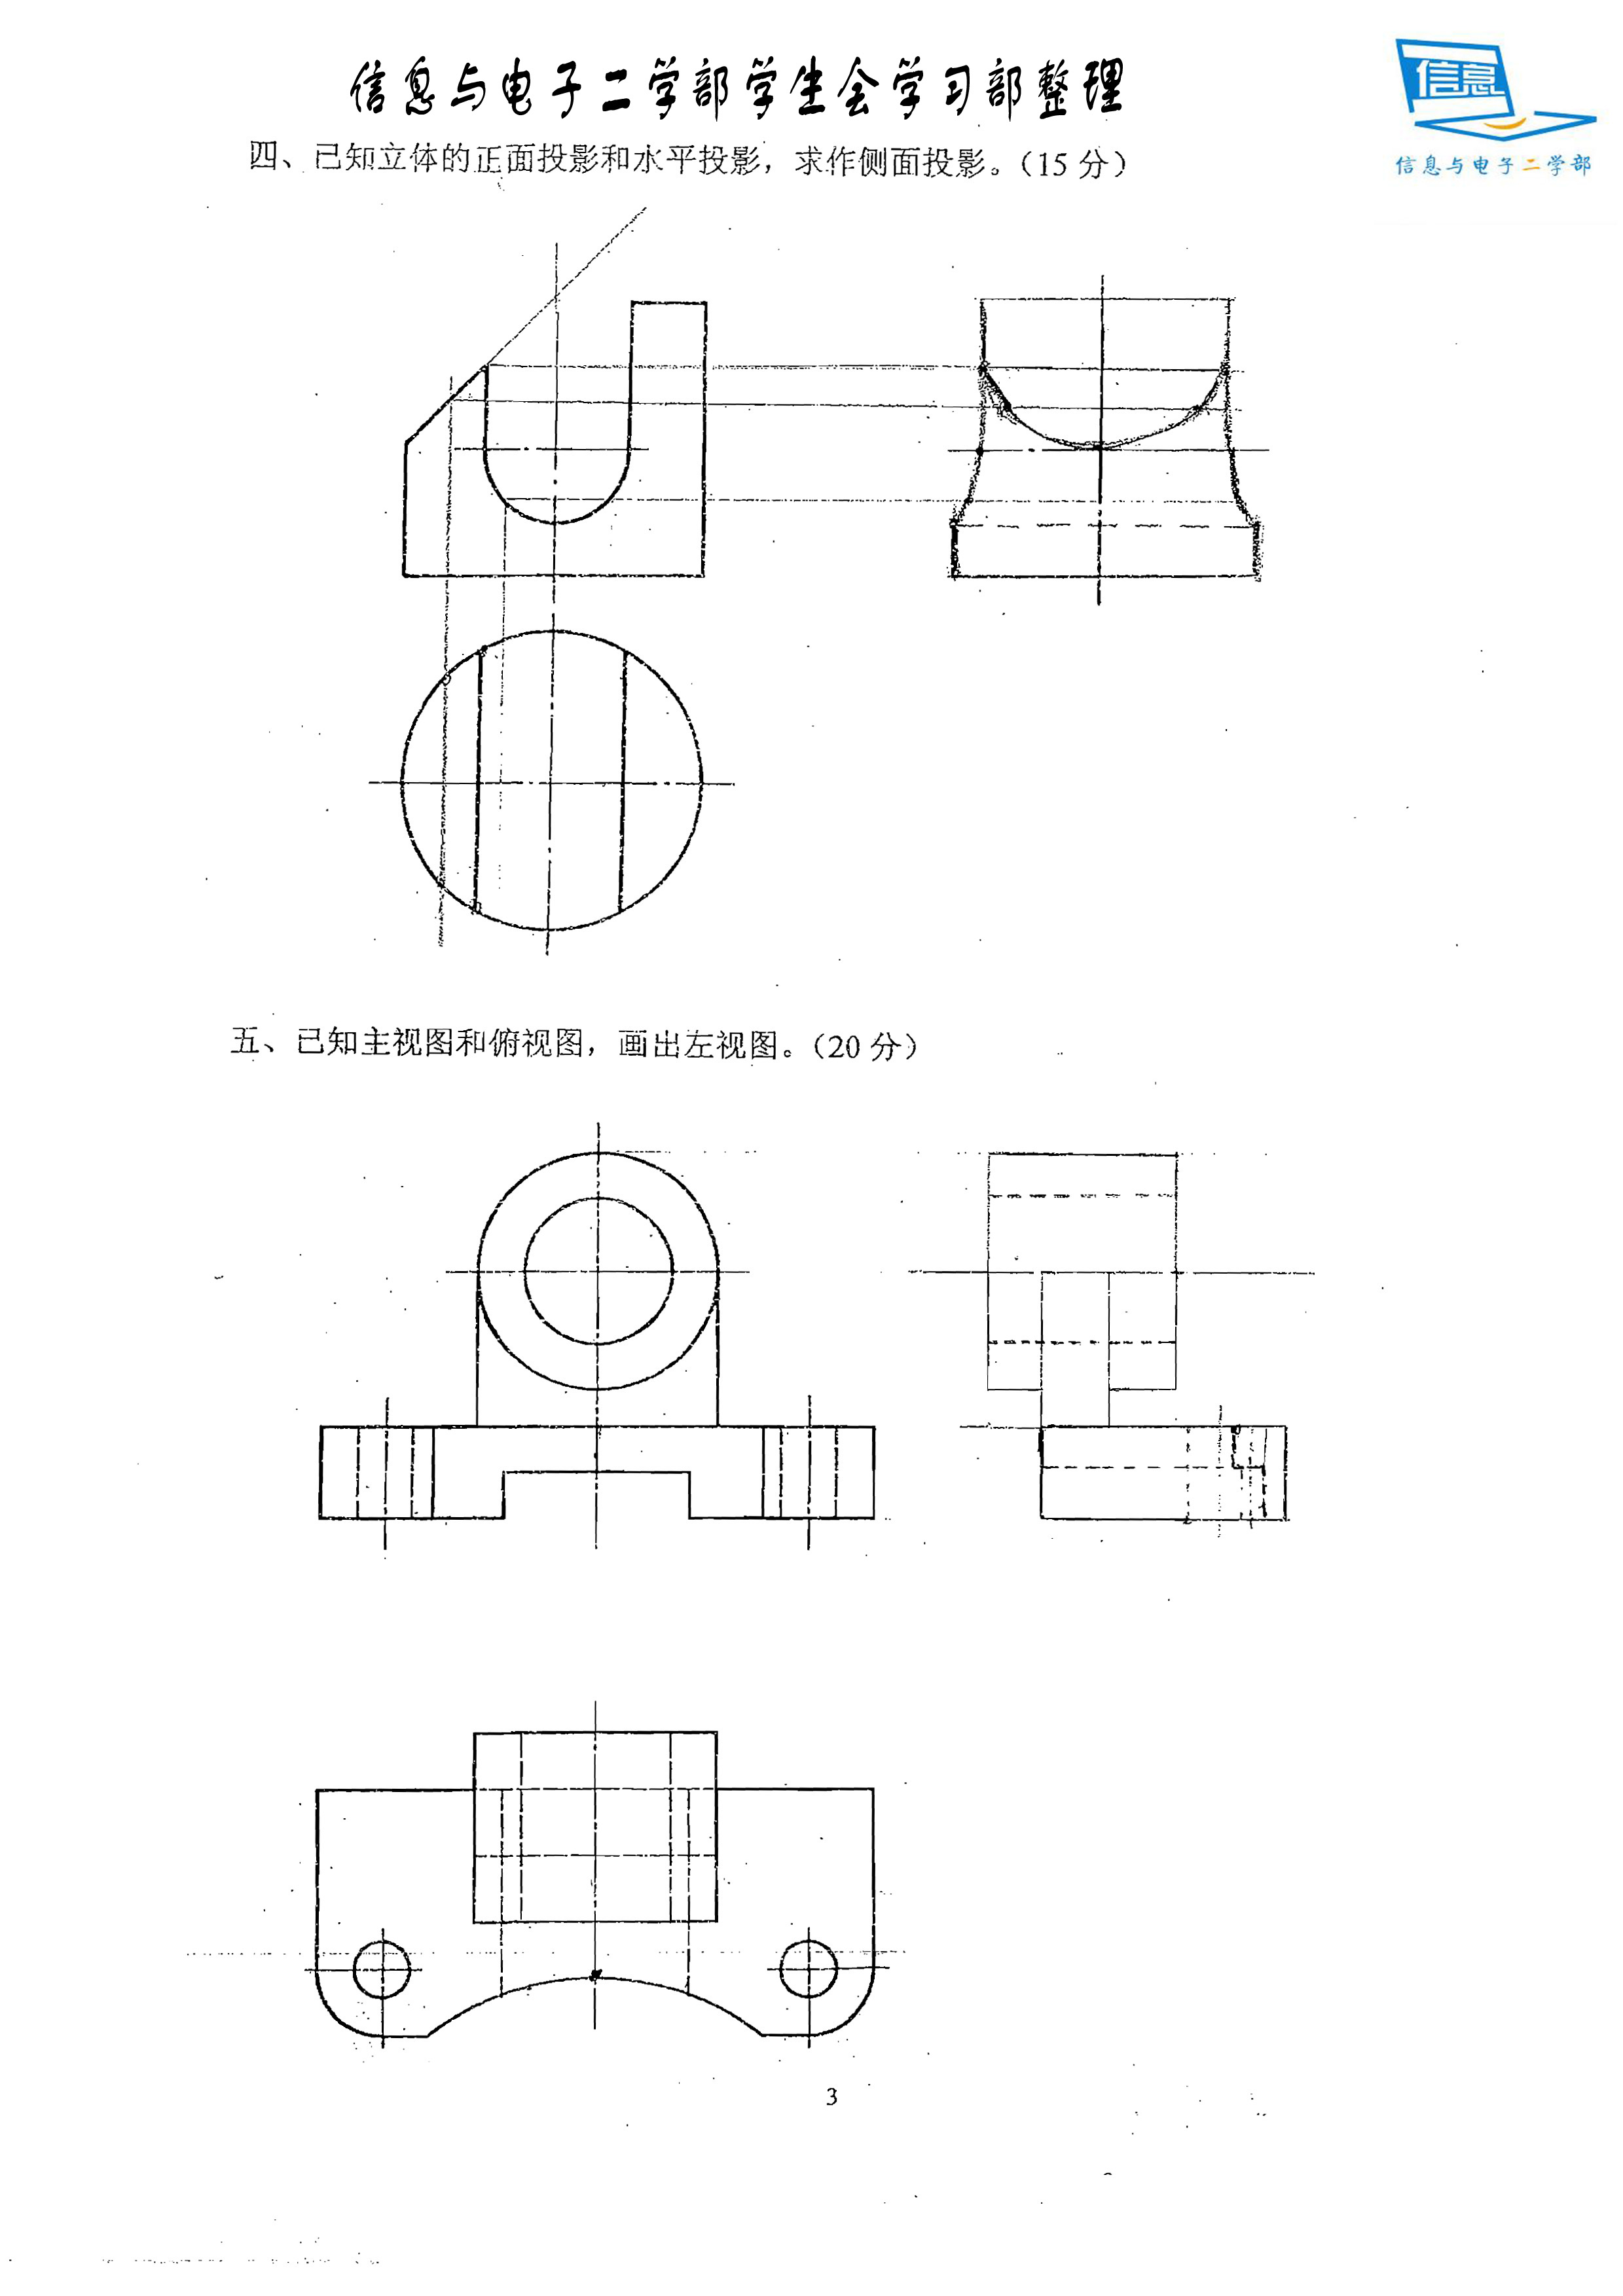 信息与电子二学部学生会学习部整理
信息
信息与电子二学部
四、已知立体的正面投影和水平投影，求作侧面投影。（15 分）
五、已知主视图和俯视图，画出左视图。（20 分）
3